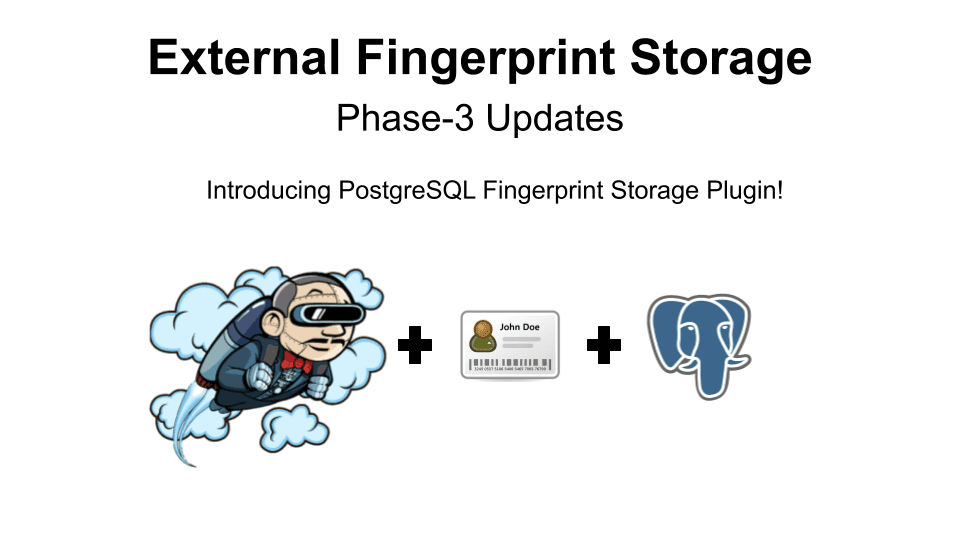 External Fingerprint Storage
Phase-3 Updates
Introducing PostgreSQL Fingerprint Storage Plugin!
John Doe